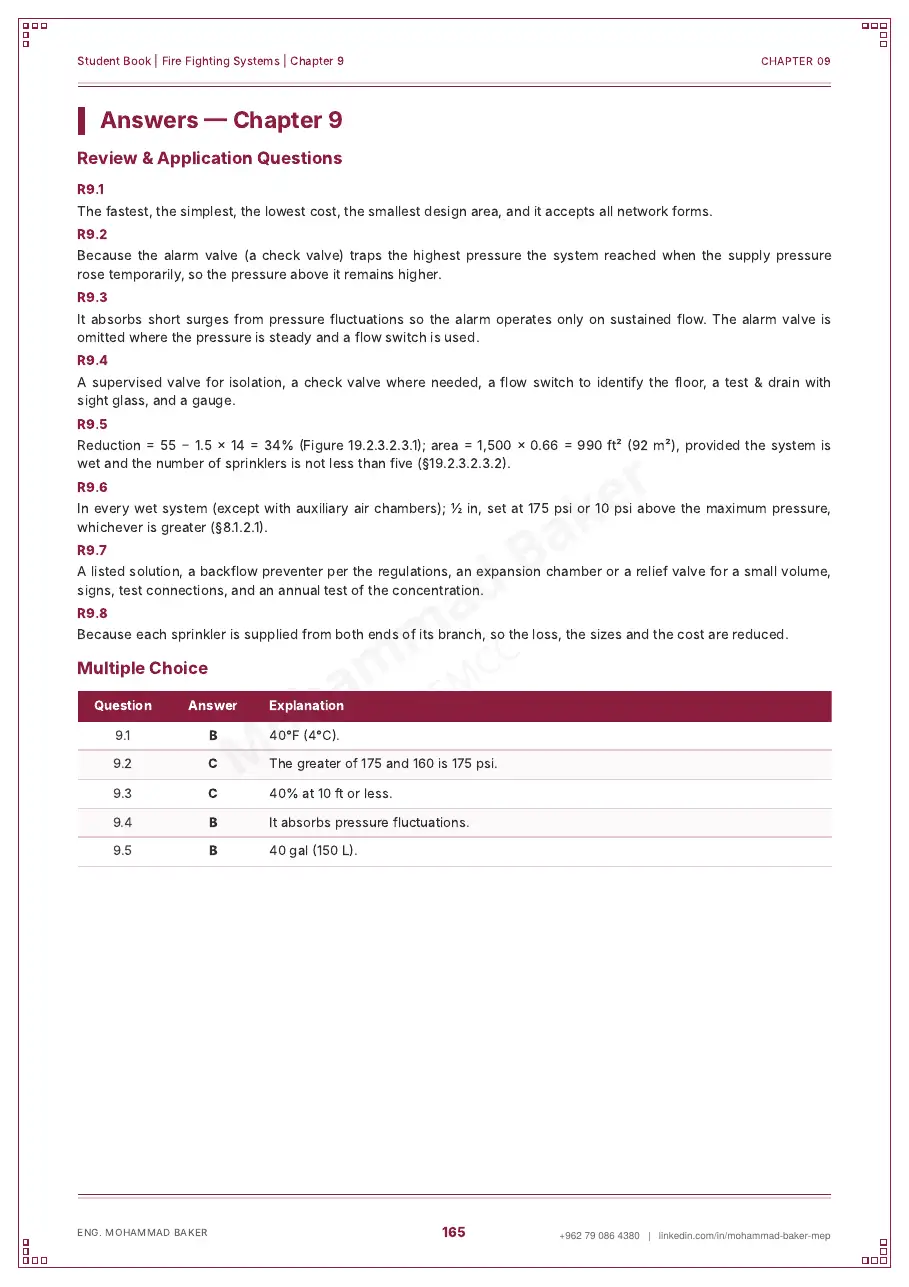 Student Book | Fire Fighting Systems | Chapter 9
CHAPTER 09
Answers — Chapter 9
Review & Application Questions
R9.1
The fastest, the simplest, the lowest cost, the smallest design area, and it accepts all network forms.
R9.2
Because the alarm valve (a check valve) traps the highest pressure the system reached when the supply pressure
rose temporarily, so the pressure above it remains higher.
R9.3
It absorbs short surges from pressure fluctuations so the alarm operates only on sustained flow. The alarm valve is
omitted where the pressure is steady and a flow switch is used.
R9.4
A supervised valve for isolation, a check valve where needed, a flow switch to identify the floor, a test & drain with
sight glass, and a gauge.
R9.5
Reduction = 55 − 1.5 × 14 = 34% (Figure 19.2.3.2.3.1); area = 1,500 × 0.66 = 990 ft² (92 m²), provided the system is
wet and the number of sprinklers is not less than five (§19.2.3.2.3.2).
R9.6
In every wet system (except with auxiliary air chambers); ½ in, set at 175 psi or 10 psi above the maximum pressure,
whichever is greater (§8.1.2.1).
R9.7
A listed solution, a backflow preventer per the regulations, an expansion chamber or a relief valve for a small volume,
signs, test connections, and an annual test of the concentration.
R9.8
Because each sprinkler is supplied from both ends of its branch, so the loss, the sizes and the cost are reduced.
Mohammad Baker
SMCC
Multiple Choice
Question Answer Explanation
9.1 B 40°F (4°C).
9.2 C The greater of 175 and 160 is 175 psi.
9.3 C 40% at 10 ft or less.
9.4 B It absorbs pressure fluctuations.
9.5 B 40 gal (150 L).
ENG. MOHAMMAD BAKER
165
+962 79 086 4380 | linkedin.com/in/mohammad-baker-mep